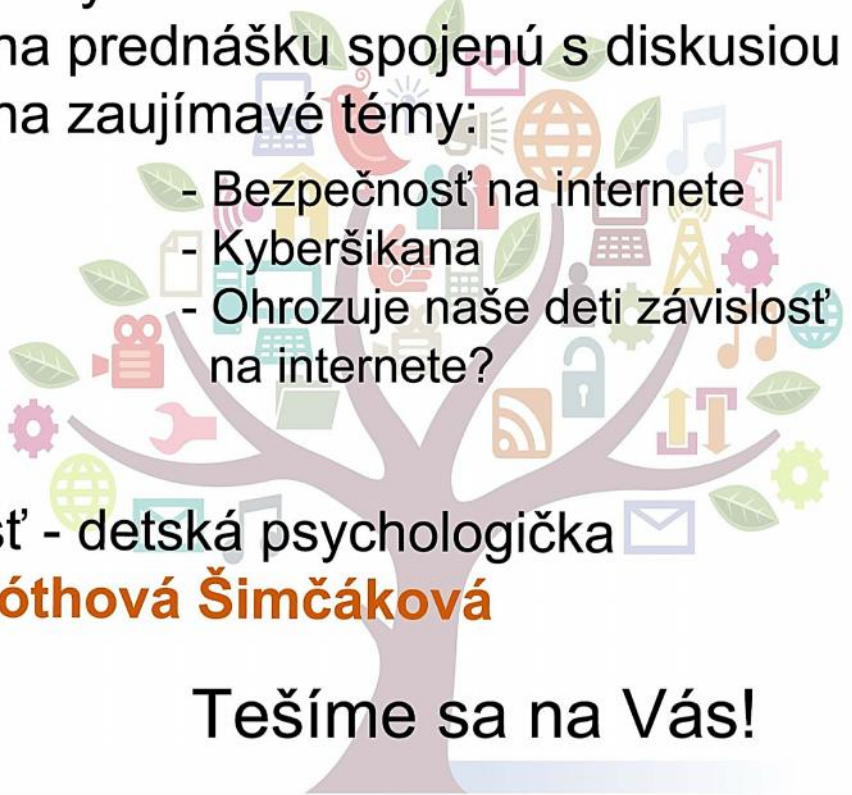 na prednášku spojenú s diskusiou
na zaujímavé témy:
- Bezpečnosť na internete
- Kyberšikana
- Ohrozuje naše deti závislosť
na internete?
- detská psychologička
Šimčáková
Tešíme sa na Vás!